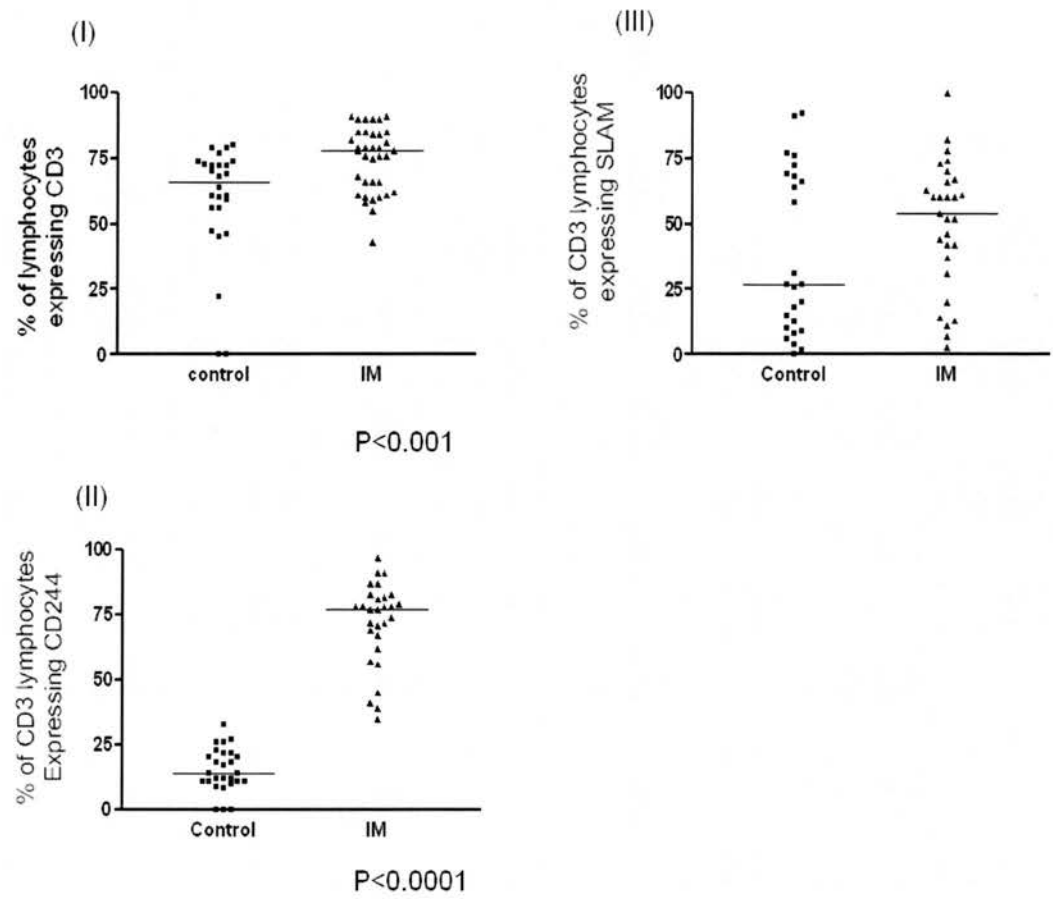 (I)
% of lymphocytes
expressing CD3
100
75
50
25
0
control IM
P<0.001
(III)
% of CD3 lymphocytes
expressing SLAM
100
75
50
25
0
Control IM
(II)
% of CD3 lymphocytes
Expressing CD244
100
75
50
25
0
Control IM
P<0.0001